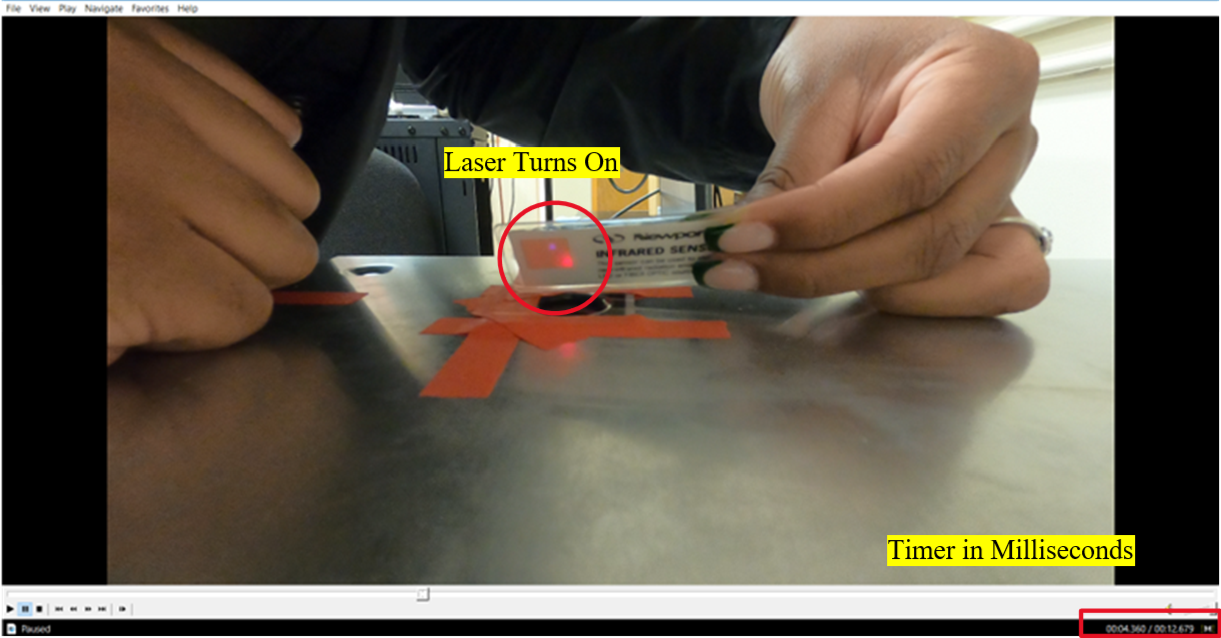 File View Play Navigate Favorites Help
Laser Turns On
Newport
INFRARED SENS
Timer in Milliseconds
Paused
00:04.360 / 00:12.679